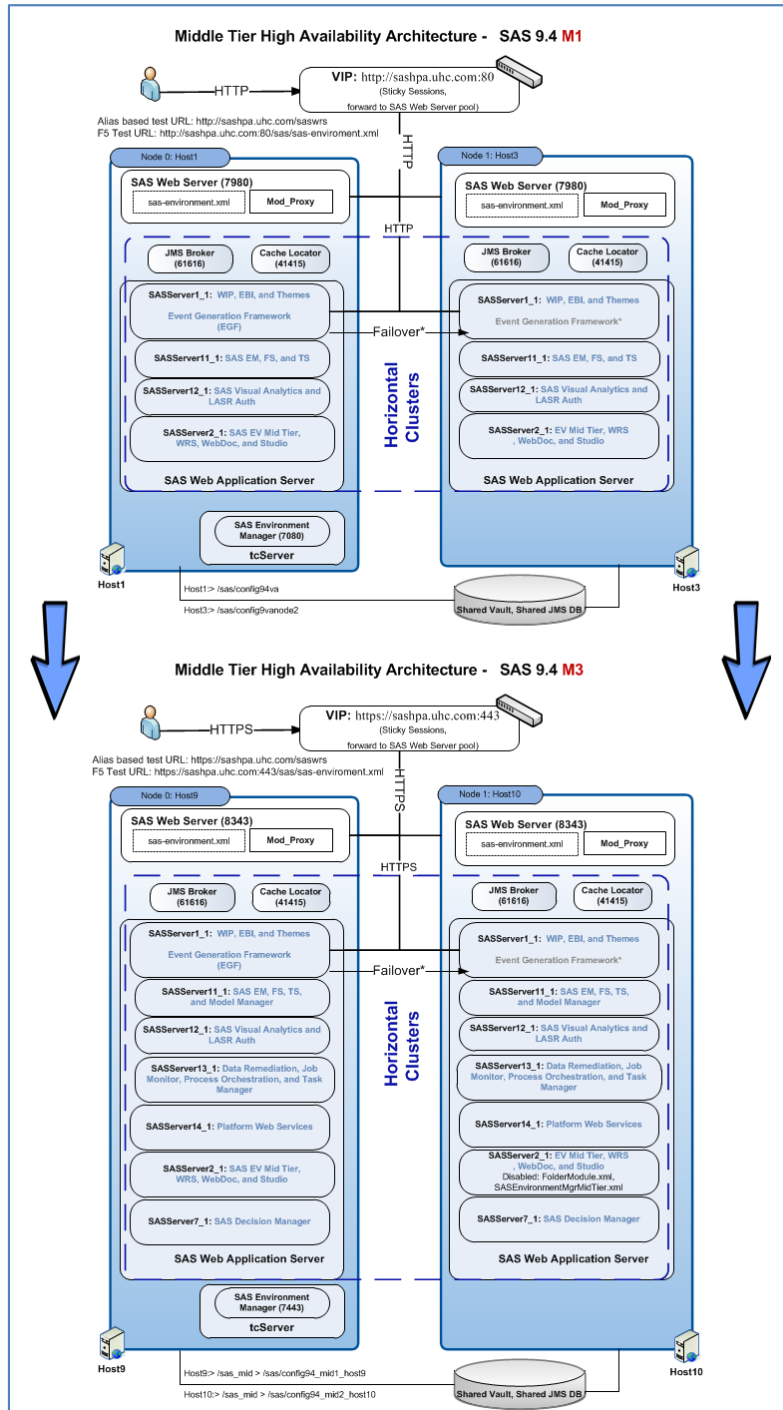 Middle Tier High Availability Architecture - SAS 9.4 M1
VIP: http://sashpa.uhc.com:80
(Sticky Sessions,
forward to SAS Web Server pool)
HTTP
Alias based test URL: http://sashpa.uhc.com/saswrs
F5 Test URL: http://sashpa.uhc.com:80/sas/sas-enviroment.xml
HTTP
Node 0: Host1
Node 1: Host3
SAS Web Server (7980)
sas-environment.xml
Mod_Proxy
SAS Web Server (7980)
sas-environment.xml
Mod_Proxy
HTTP
JMS Broker
(61616)
Cache Locator
(41415)
JMS Broker
(61616)
Cache Locator
(41415)
SASServer1_1: WIP, EBI, and Themes
Event Generation Framework
(EGF)
Failover*
SASServer1_1: WIP, EBI, and Themes
Event Generation Framework*
SASServer11_1: SAS EM, FS, and TS
SASServer11_1: SAS EM, FS, and TS
SASServer12_1: SAS Visual Analytics and
LASR Auth
SASServer12_1: SAS Visual Analytics and
LASR Auth
Horizontal
Clusters
SASServer2_1: SAS EV Mid Tier,
WRS, WebDoc, and Studio
SASServer2_1: EV Mid Tier, WRS
, WebDoc, and Studio
SAS Web Application Server
SAS Web Application Server
SAS Environment
Manager (7080)
tcServer
Host1
Host3
Host1:> /sas/config94va
Host3:> /sas/config9vanode2
Shared Vault, Shared JMS DB
Middle Tier High Availability Architecture - SAS 9.4 M3
VIP: https://sashpa.uhc.com:443
(Sticky Sessions,
forward to SAS Web Server pool)
HTTPS
Alias based test URL: https://sashpa.uhc.com/saswrs
F5 Test URL: https://sashpa.uhc.com:443/sas/sas-enviroment.xml
HTTPS
Node 0: Host9
Node 1: Host10
SAS Web Server (8343)
sas-environment.xml
Mod_Proxy
SAS Web Server (8343)
sas-environment.xml
Mod_Proxy
HTTPS
JMS Broker
(61616)
Cache Locator
(41415)
JMS Broker
(61616)
Cache Locator
(41415)
SASServer1_1: WIP, EBI, and Themes
Event Generation Framework
(EGF)
Failover*
SASServer1_1: WIP, EBI, and Themes
Event Generation Framework*
SASServer11_1: SAS EM, FS, TS,
and Model Manager
SASServer11_1: SAS EM, FS, TS,
and Model Manager
SASServer12_1: SAS Visual Analytics and
LASR Auth
SASServer12_1: SAS Visual Analytics and
LASR Auth
Horizontal
Clusters
SASServer13_1: Data Remediation, Job
Monitor, Process Orchestration, and Task
Manager
SASServer13_1: Data Remediation, Job
Monitor, Process Orchestration, and Task
Manager
SASServer14_1: Platform Web Services
SASServer14_1: Platform Web Services
SASServer2_1: SAS EV Mid Tier,
WRS, WebDoc, and Studio
SASServer2_1: EV Mid Tier, WRS
, WebDoc, and Studio
Disabled: FolderModule.xml,
SASEnvironmentMgrMidTier.xml
SASServer7_1: SAS Decision Manager
SASServer7_1: SAS Decision Manager
SAS Web Application Server
SAS Web Application Server
SAS Environment
Manager (7443)
tcServer
Host9
Host10
Host9:> /sas_mid > /sas/config94_mid1_host9
Host10:> /sas_mid > /sas/config94_mid2_host10
Shared Vault, Shared JMS DB